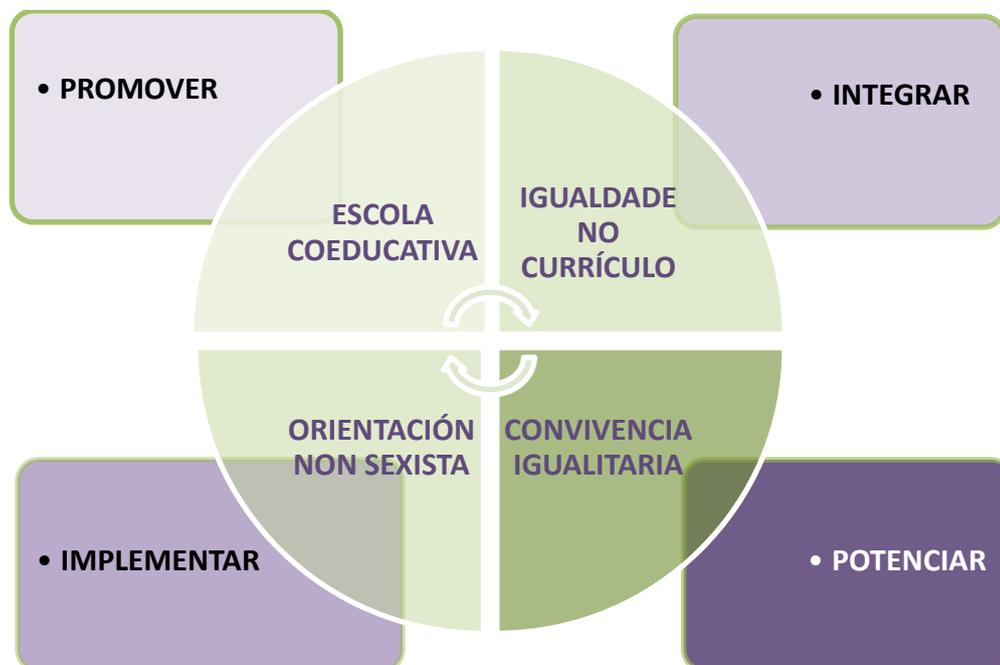 • PROMOVER
• INTEGRAR
ESCOLA
COEDUCATIVA
IGUALDADE
NO
CURRÍCULO
ORIENTACIÓN
NON SEXISTA
CONVIVENCIA
IGUALITARIA
• IMPLEMENTAR
• POTENCIAR